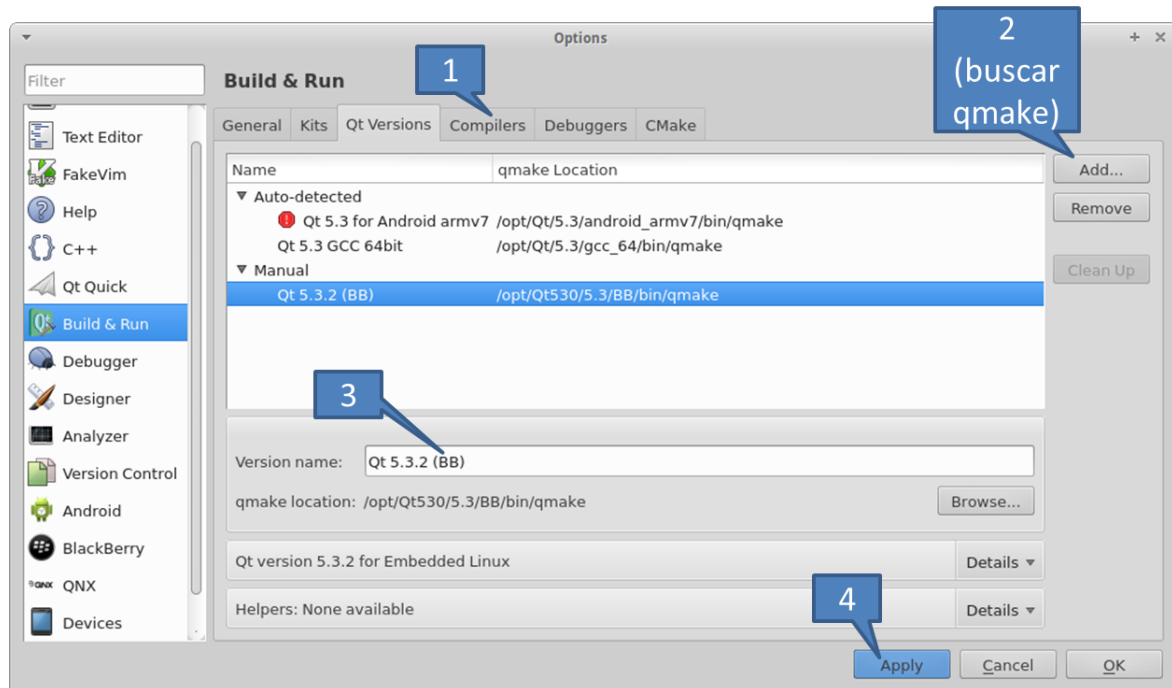 Options
2
(buscar
qmake)
1
Filter
Build & Run
General Kits Qt Versions Compilers Debuggers CMake
Text Editor
FakeVim
Help
C++
Qt Quick
Build & Run
Debugger
Designer
Analyzer
Version Control
Android
BlackBerry
QNX
Devices
Name qmake Location
Auto-detected
Qt 5.3 for Android armv7 /opt/Qt/5.3/android_armv7/bin/qmake
Qt 5.3 GCC 64bit /opt/Qt/5.3/gcc_64/bin/qmake
Manual
Qt 5.3.2 (BB) /opt/Qt530/5.3/BB/bin/qmake
Add...
Remove
Clean Up
3
Version name: Qt 5.3.2 (BB)
qmake location: /opt/Qt530/5.3/BB/bin/qmake Browse...
Qt version 5.3.2 for Embedded Linux Details
Helpers: None available Details
4
Apply Cancel OK